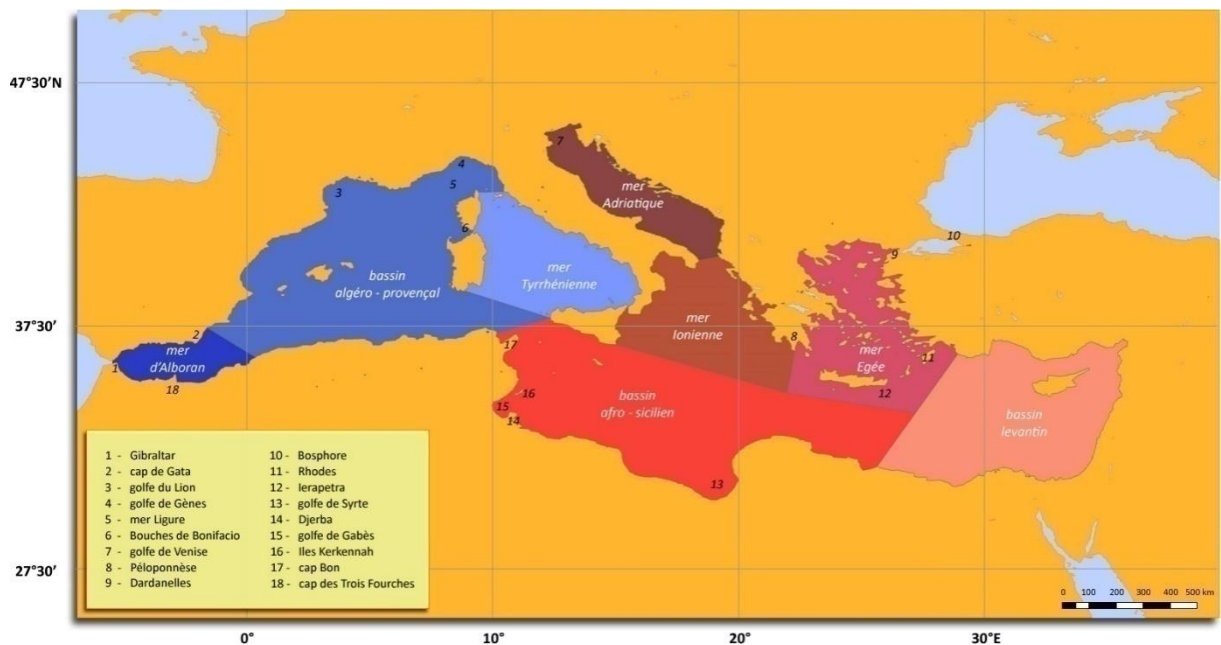 47°30'N
4
7
3
5
mer
Adriatique
6
10
9
bassin
algéro - provençal
mer
Tyrrhénienne
37°30'
2
mer
Ionienne
8
17
mer
d'Alboran
1
mer
Egée
11
18
16
12
15
bassin
afro - sicilien
14
bassin
levantin
13
1 - Gibraltar
2 - cap de Gata
3 - golfe du Lion
4 - golfe de Gènes
5 - mer Ligure
6 - Bouches de Bonifacio
7 - golfe de Venise
8 - Péloponnèse
9 - Dardanelles
10 - Bosphore
11 - Rhodes
12 - Ierapetra
13 - golfe de Syrte
14 - Djerba
15 - golfe de Gabès
16 - Iles Kerkennah
17 - cap Bon
18 - cap des Trois Fourches
27°30'
0 100 200 300 400 500 km
0° 10° 20° 30°E